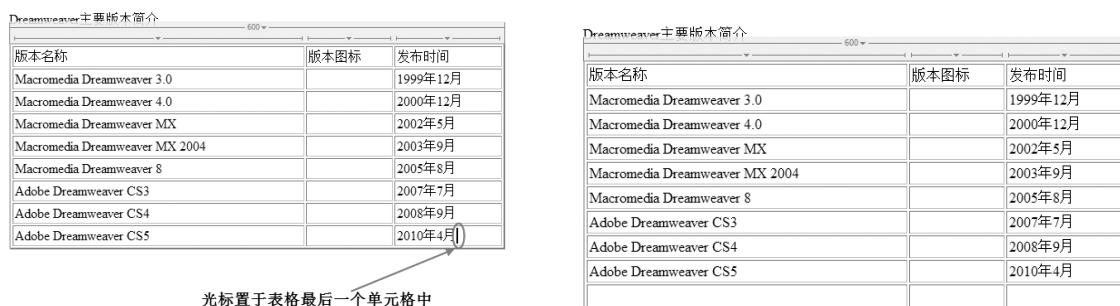 Dreamweaver主要版本简介
600
版本名称 版本图标 发布时间
Macromedia Dreamweaver 3.0 1999年12月
Macromedia Dreamweaver 4.0 2000年12月
Macromedia Dreamweaver MX 2002年5月
Macromedia Dreamweaver MX 2004 2003年9月
Macromedia Dreamweaver 8 2005年8月
Adobe Dreamweaver CS3 2007年7月
Adobe Dreamweaver CS4 2008年9月
Adobe Dreamweaver CS5 2010年4月
光标置于表格最后一个单元格中
Dreamweaver主要版本简介
600
版本名称 版本图标 发布时间
Macromedia Dreamweaver 3.0 1999年12月
Macromedia Dreamweaver 4.0 2000年12月
Macromedia Dreamweaver MX 2002年5月
Macromedia Dreamweaver MX 2004 2003年9月
Macromedia Dreamweaver 8 2005年8月
Adobe Dreamweaver CS3 2007年7月
Adobe Dreamweaver CS4 2008年9月
Adobe Dreamweaver CS5 2010年4月